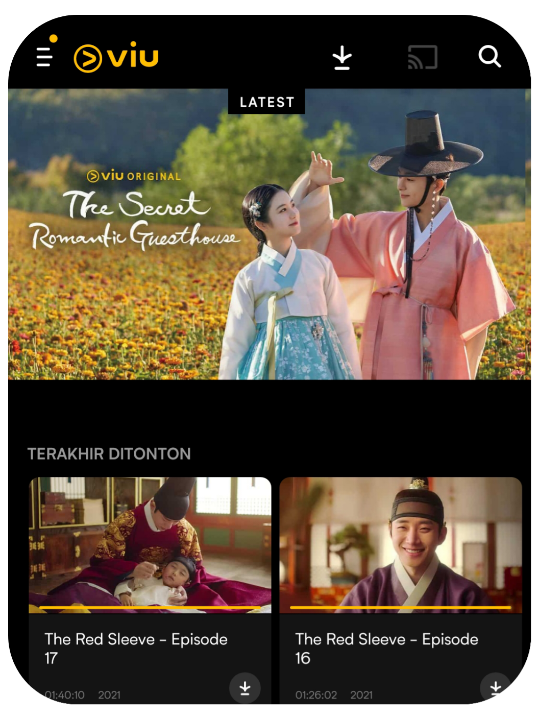 viu
LATEST
viu ORIGINAL
The Secret
Romantic Guesthouse
TERAKHIR DITONTON
The Red Sleeve – Episode
17
01:40:10 2021
The Red Sleeve – Episode
16
01:26:02 2021